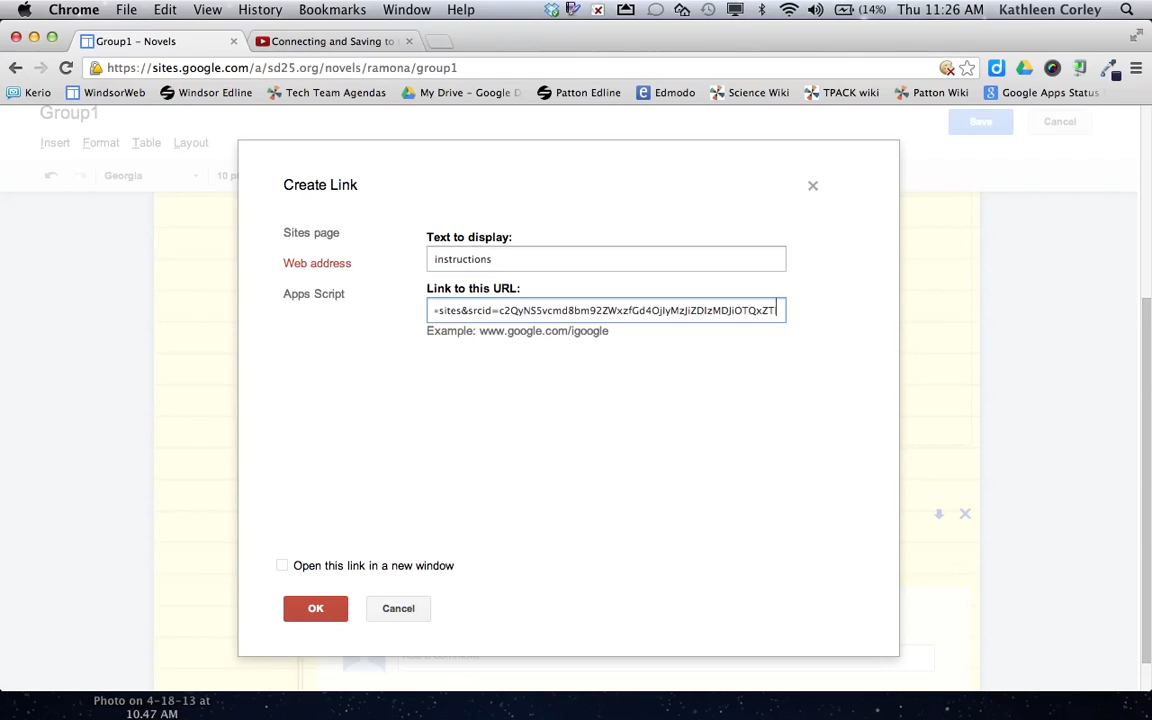 Chrome File Edit View History Bookmarks Window Help (14%) Thu 11:26 AM Kathleen Corley
Group1 – Novels Connecting and Saving to
https://sites.google.com/a/sd25.org/novels/ramona/group1
Kerio WindsorWeb Windsor Edline Tech Team Agendas My Drive – Google D Patton Edline Edmodo Science Wiki TPACK wiki Patton Wiki Google Apps Status
Group1
Save Cancel
Insert Format Table Layout
Georgia 10 pt
Create Link
Sites page
Text to display:
Web address
instructions
Link to this URL:
Apps Script
=sites&srcid=c2QyNS5vcmd8bm92ZWxzfGd4OjIyMzJiZDIzMDJiOTQxZT
Example: www.google.com/igoogle
Open this link in a new window
OK Cancel
Photo on 4-18-13 at
10.47 AM